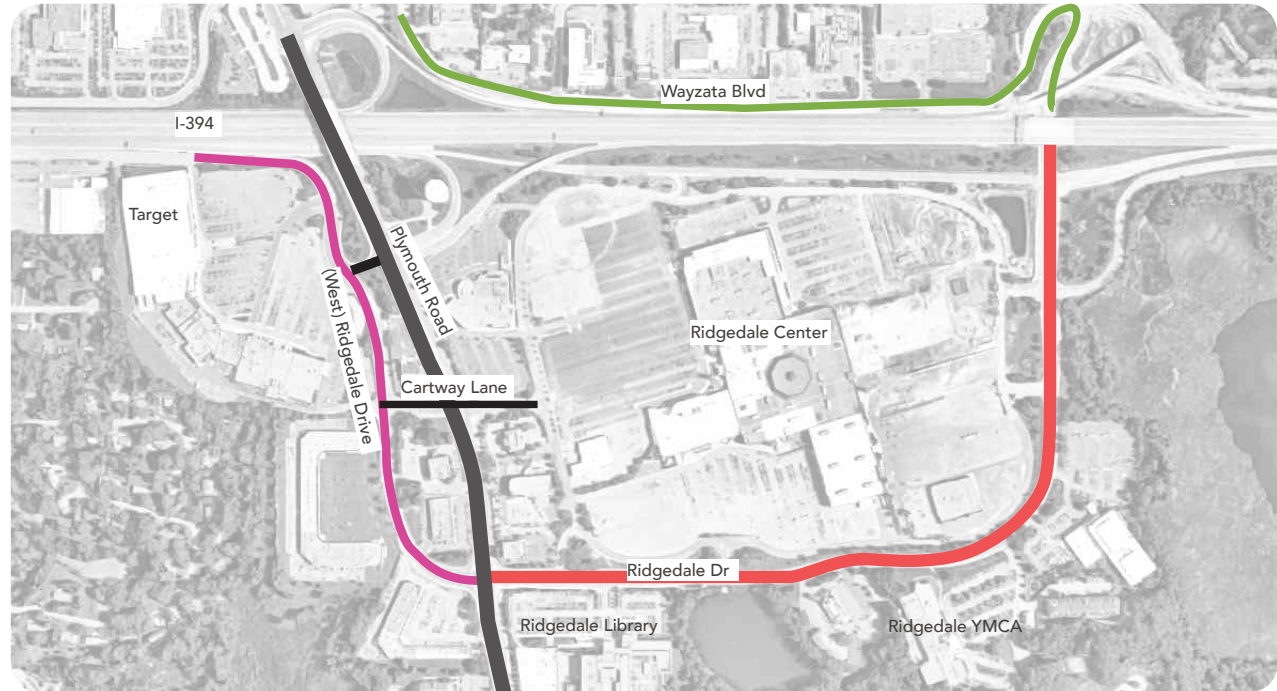 Wayzata Blvd
I-394
Target
Plymouth Road
(West) Ridgedale Drive
Ridgedale Center
Cartway Lane
Ridgedale Dr
Ridgedale Library
Ridgedale YMCA